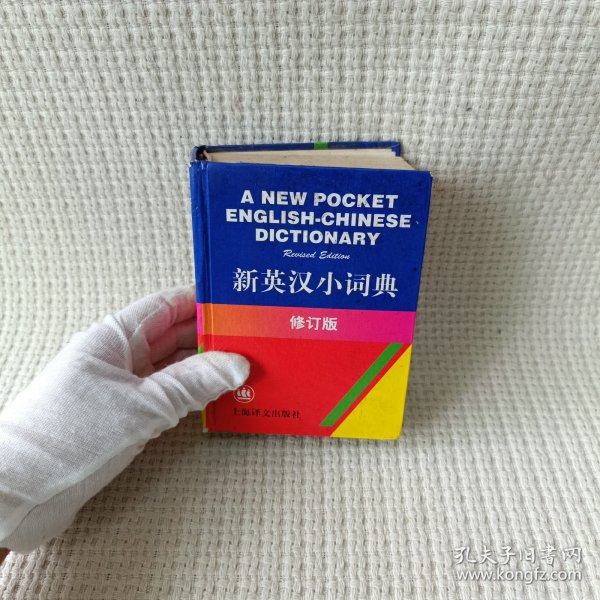 A NEW POCKET
ENGLISH-CHINESE
DICTIONARY
Revised Edition
新英汉小词典
修订版
上海译文出版社
孔夫子旧书网
www.kongfz.com